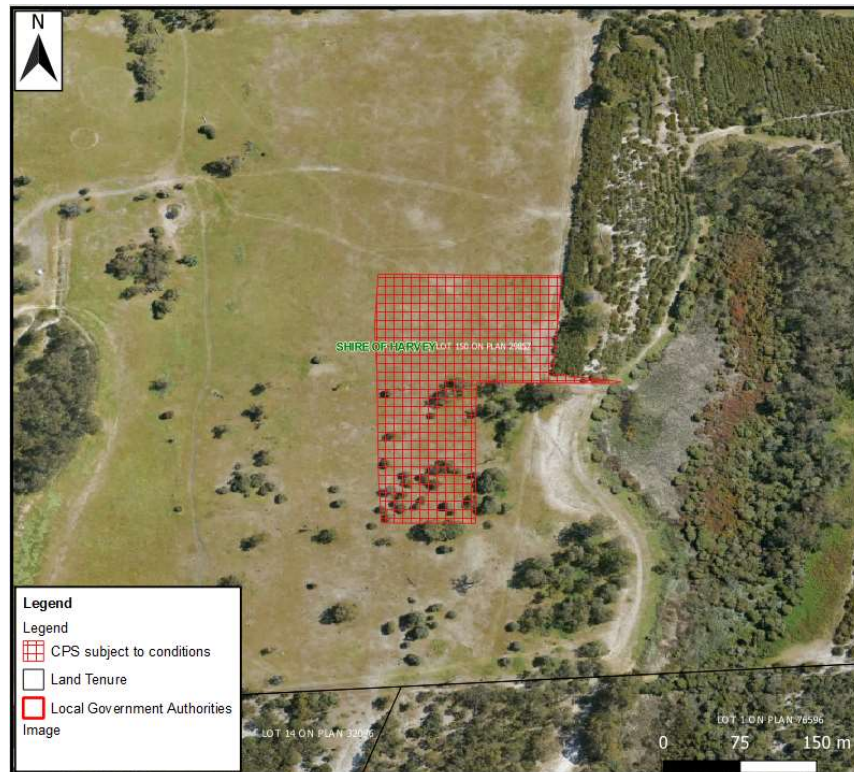 N
SHIRE OF HARVEY
LOT 150 ON PLAN 29857
Legend
Legend
CPS subject to conditions
Land Tenure
Local Government Authorities
Image
LOT 14 ON PLAN
LOT 1 ON PLAN 76596
0 75 150 m